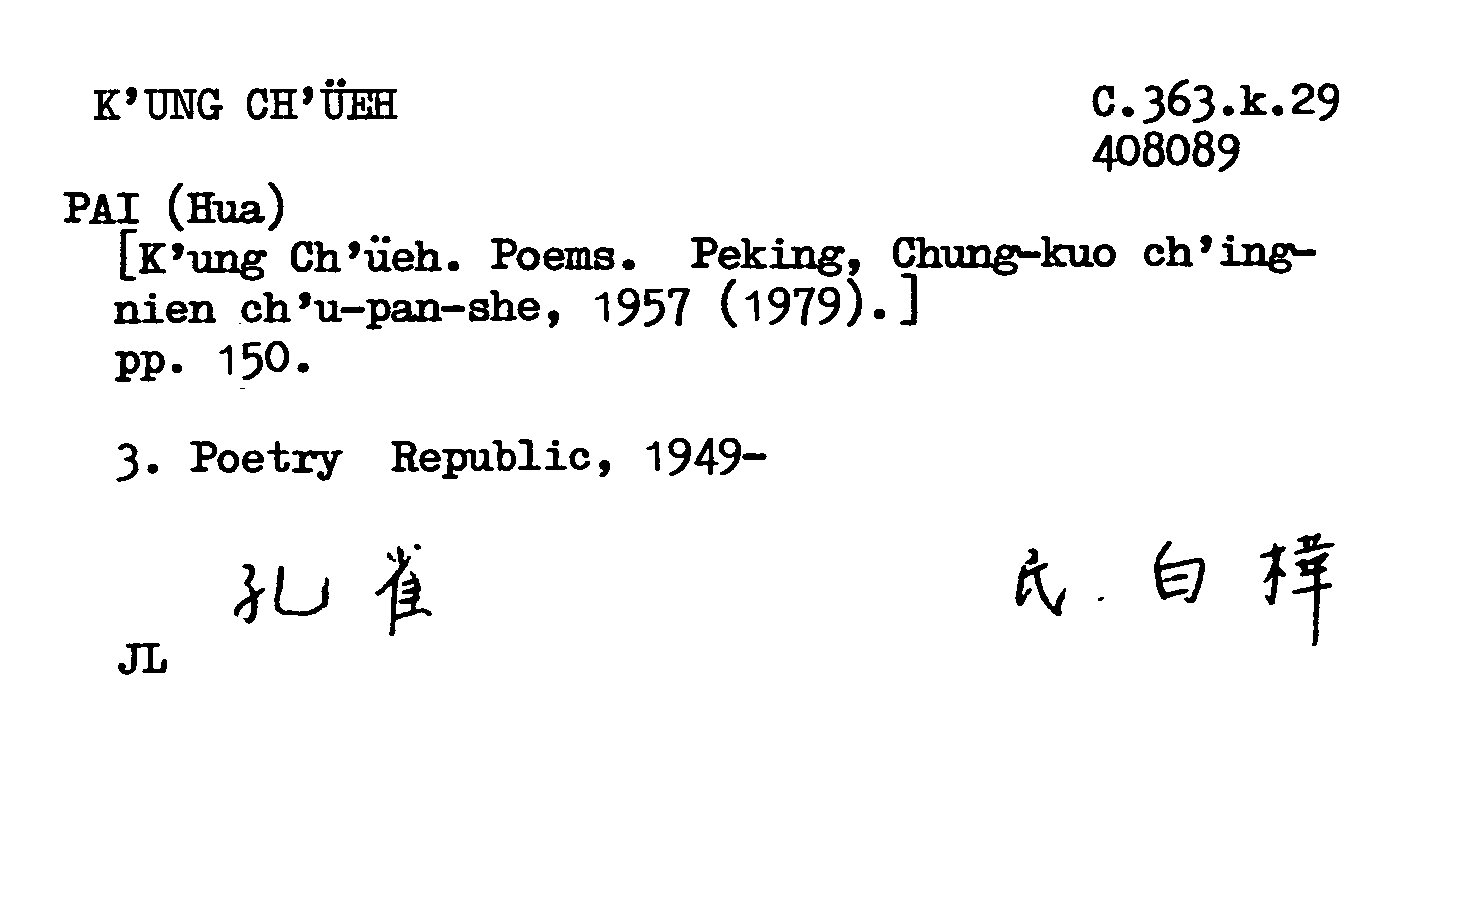 K'UNG CH'ÜEH
C.363.k.29
408089
PAI (Hua)
[K'ung Ch'üeh. Poems. Peking, Chung-kuo ch'ing-
nien ch'u-pan-she, 1957 (1979).]
pp. 150.
3. Poetry Republic, 1949-
孔雀
民. 白樺
JL